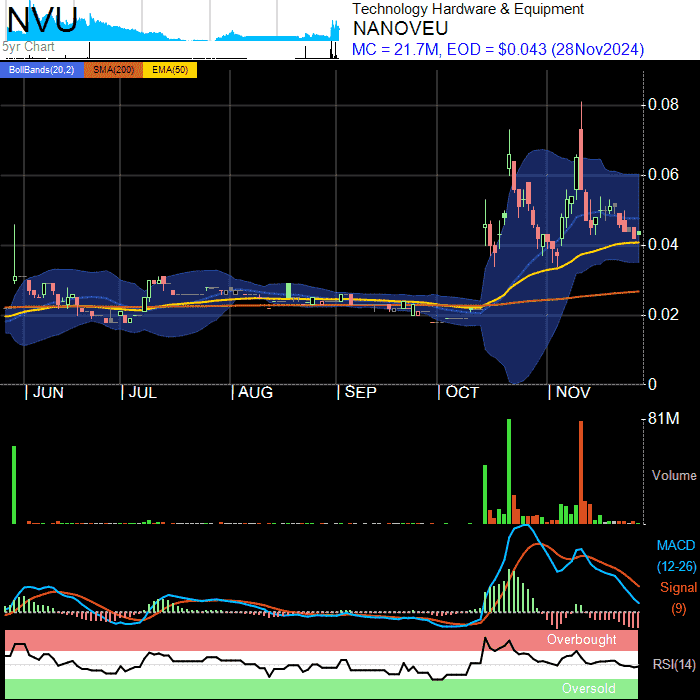 NVU
5yr Chart
Technology Hardware & Equipment
NANOVEU
MC = 21.7M, EOD = $0.043 (28Nov2024)
BollBands(20,2) SMA(200) EMA(50)
0.08
0.06
0.04
0.02
0
JUN JUL AUG SEP OCT NOV
81M
Volume
MACD
(12-26)
Signal
(9)
Overbought
RSI(14)
Oversold